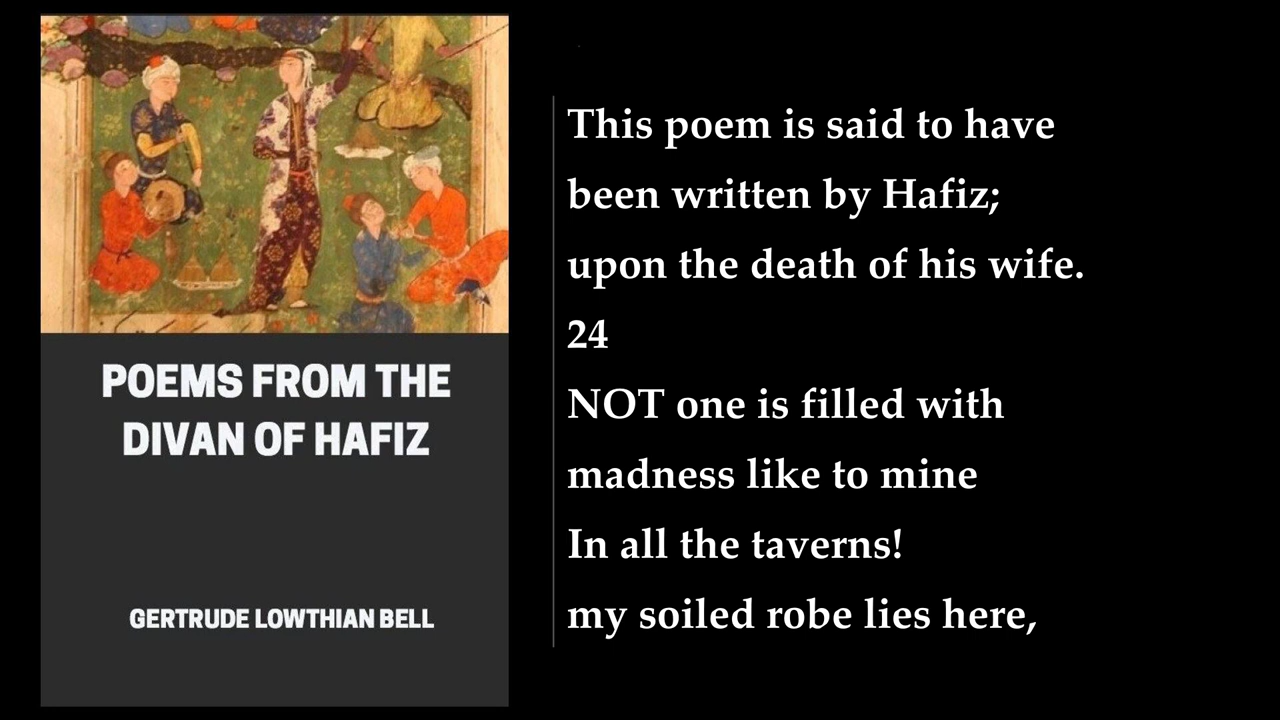 POEMS FROM THE
DIVAN OF HAFIZ
GERTRUDE LOWTHIAN BELL
This poem is said to have
been written by Hafiz;
upon the death of his wife.
24
NOT one is filled with
madness like to mine
In all the taverns!
my soiled robe lies here,